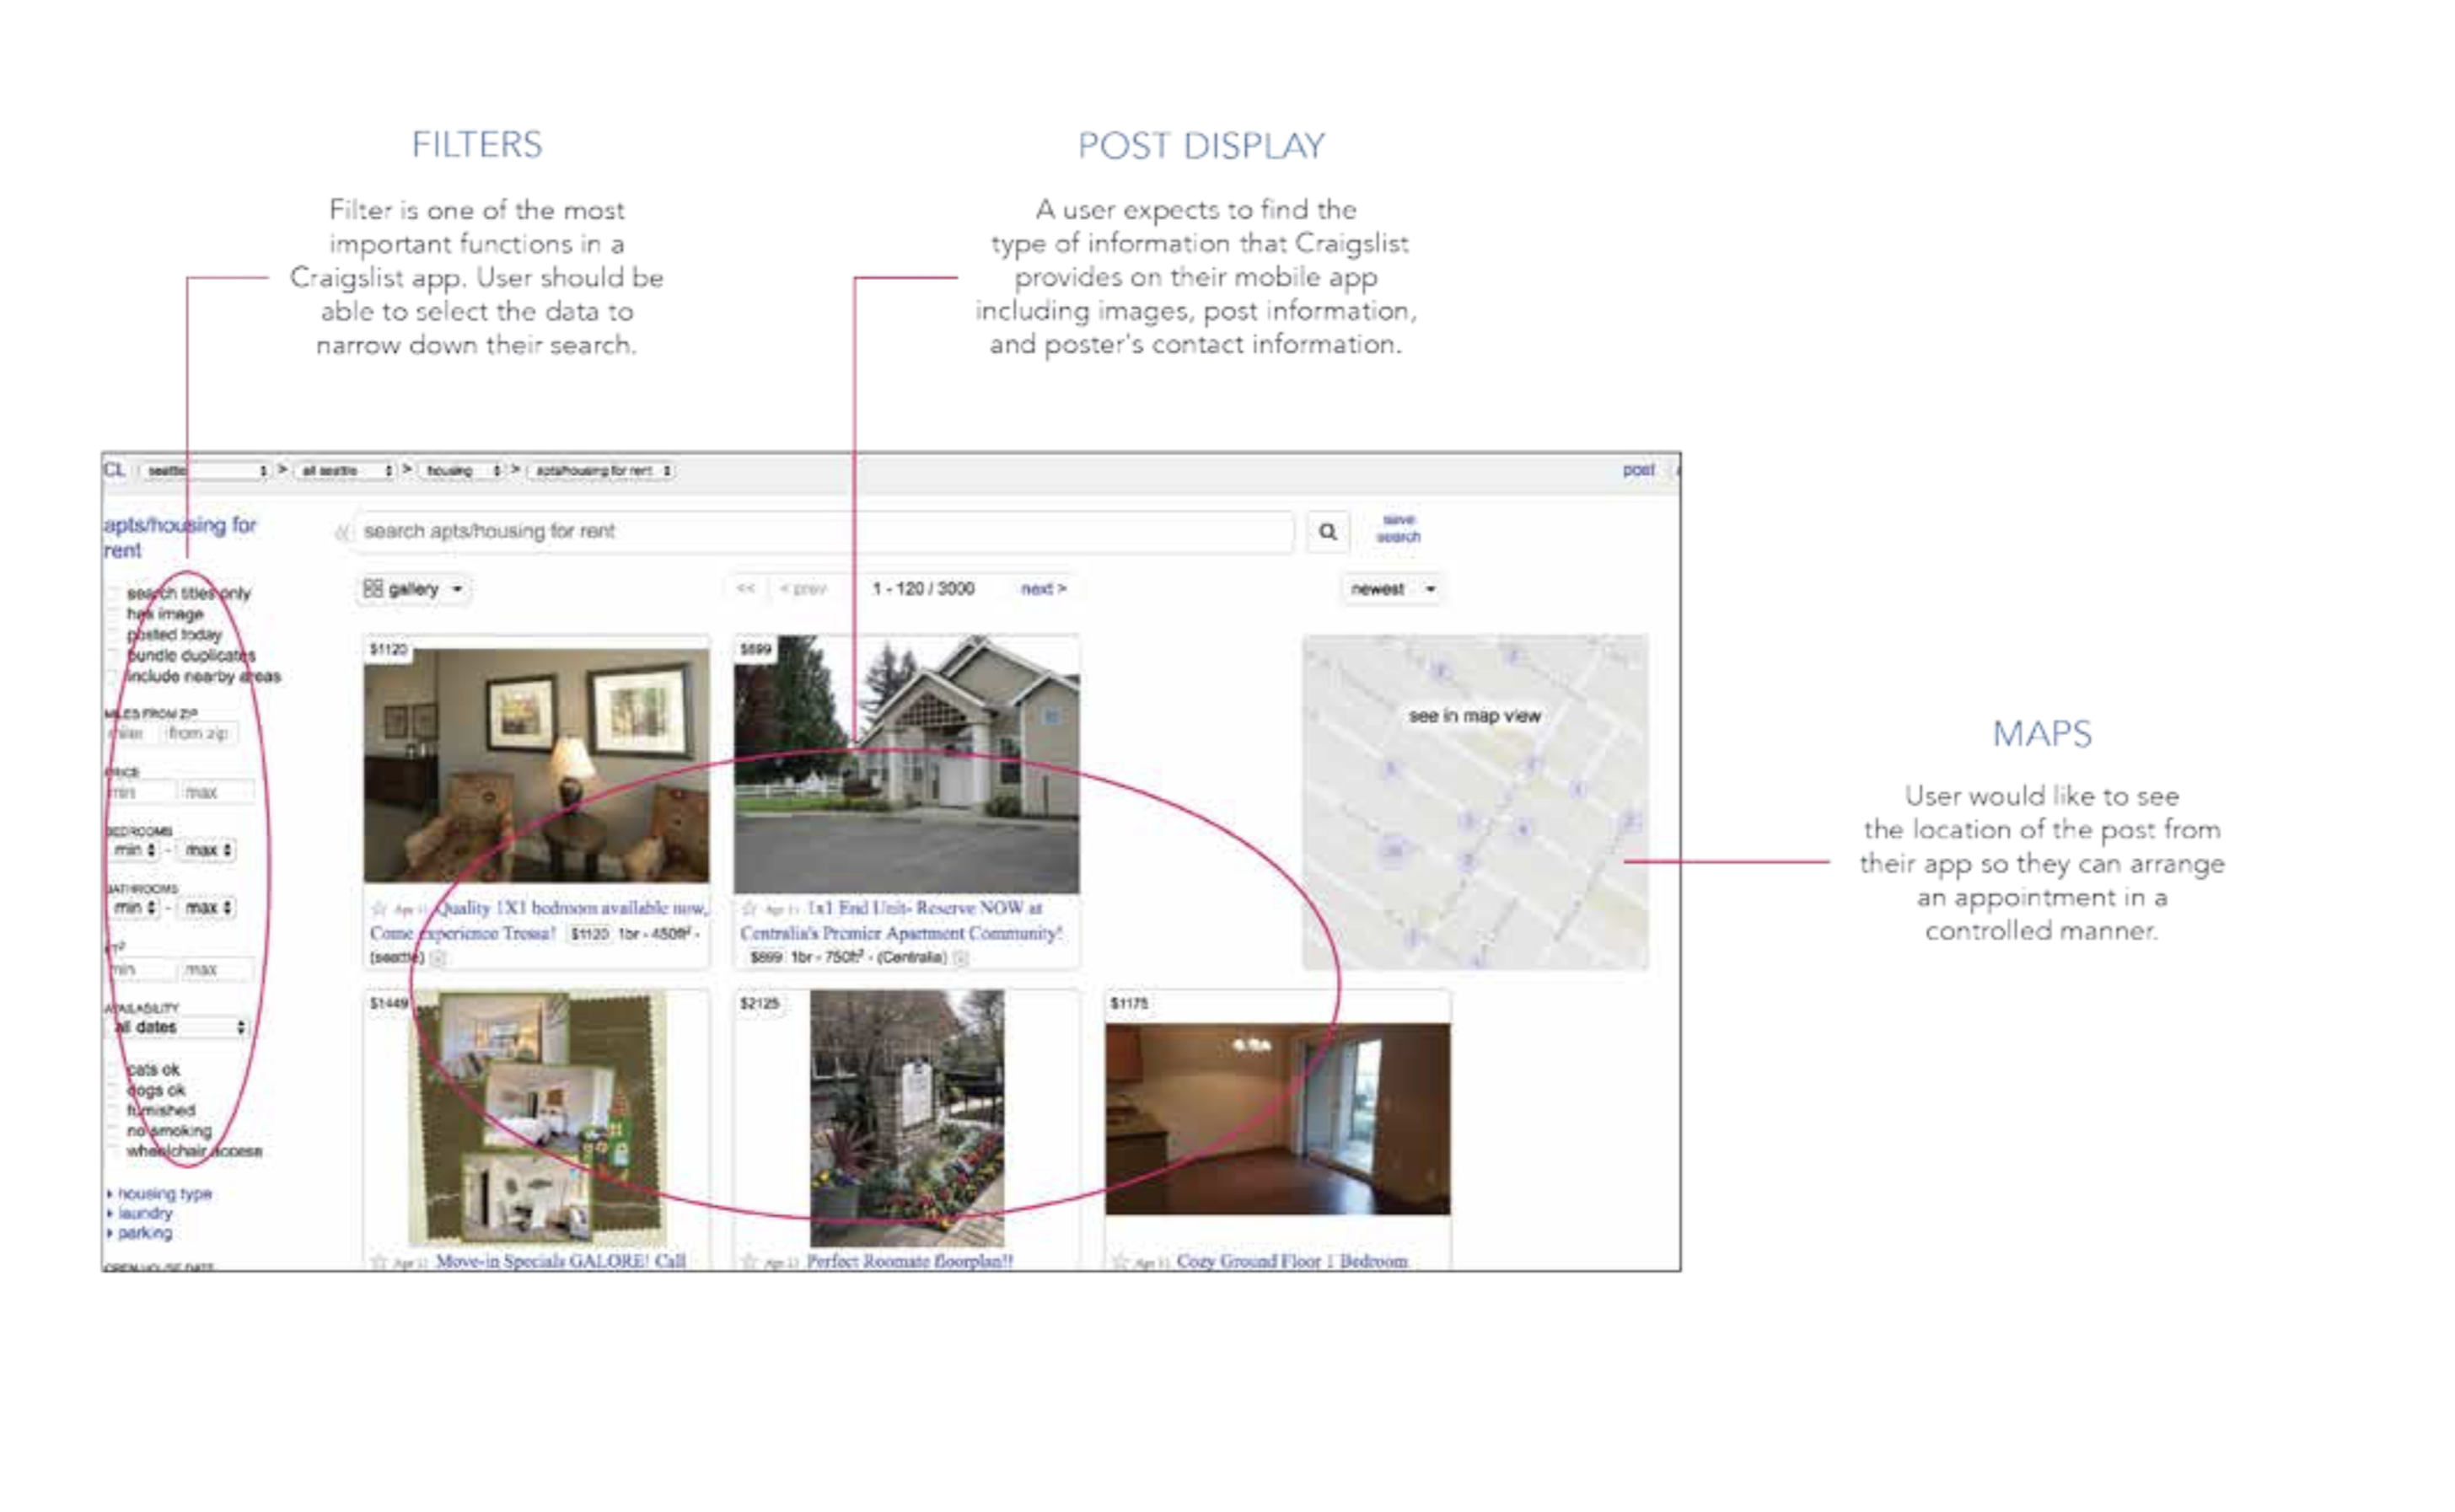 FILTERS
Filter is one of the most
important functions in a
Craigslist app. User should be
able to select the data to
narrow down their search.
POST DISPLAY
A user expects to find the
type of information that Craigslist
provides on their mobile app
including images, post information,
and poster's contact information.
CL seattle > all seattle > housing > apts/housing for rent post
apts/housing for
rent
search apts/housing for rent
save
search
gallery << < prev 1 - 120 / 3000 next > newest
search titles only
has image
posted today
bundle duplicates
include nearby areas
MILES FROM ZIP
miles from zip
PRICE
min max
BEDROOMS
min - max
BATHROOMS
min - max
FT²
min max
AVAILABILITY
all dates
cats ok
dogs ok
furnished
no smoking
wheelchair access
housing type
laundry
parking
OPEN HOUSE DATE
$1120
Quality 1X1 bedroom available now,
Come experience Tressa! $1120 1br - 450ft² -
(seattle)
$899
1x1 End Unit- Reserve NOW at
Centralia's Premier Apartment Community!
$899 1br - 750ft² - (Centralia)
see in map view
$1449
Move-in Specials GALORE! Call
$2125
Perfect Roomate floorplan!!
$1175
Cozy Ground Floor 1 Bedroom
MAPS
User would like to see
the location of the post from
their app so they can arrange
an appointment in a
controlled manner.